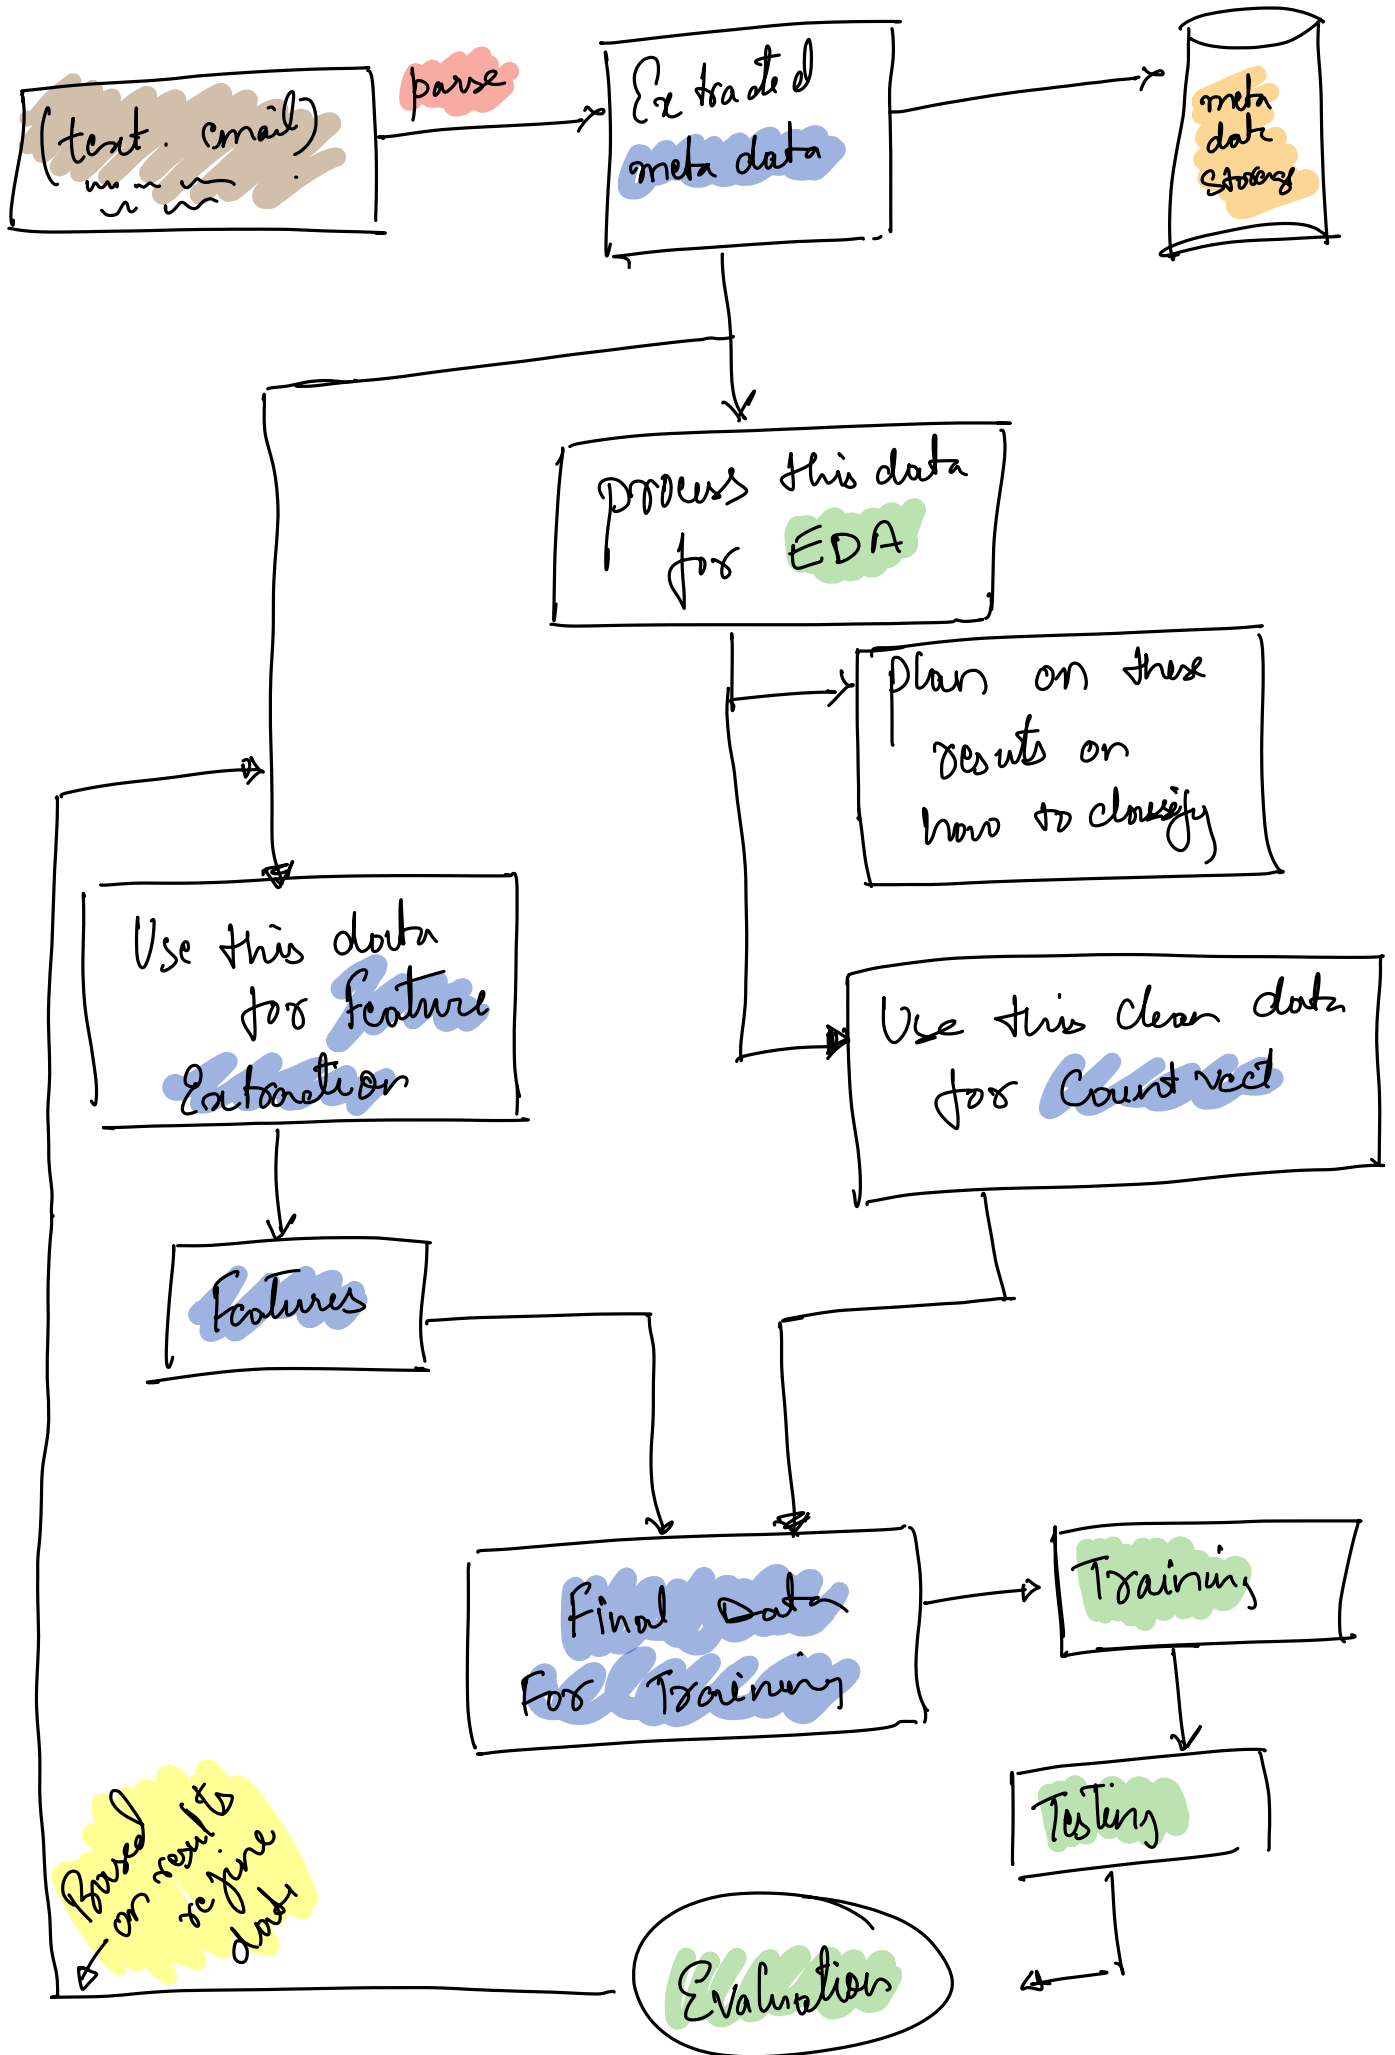 parse
(text. email)
Extracted
meta data
meta
data
storage
process this data
for EDA
plan on these
results on
how to classify
Use this data
for Feature
Extraction
Use this clean data
for Count vect
Features
Final Data
For Training
Training
Testing
Based
on results
refine
data
Evaluation